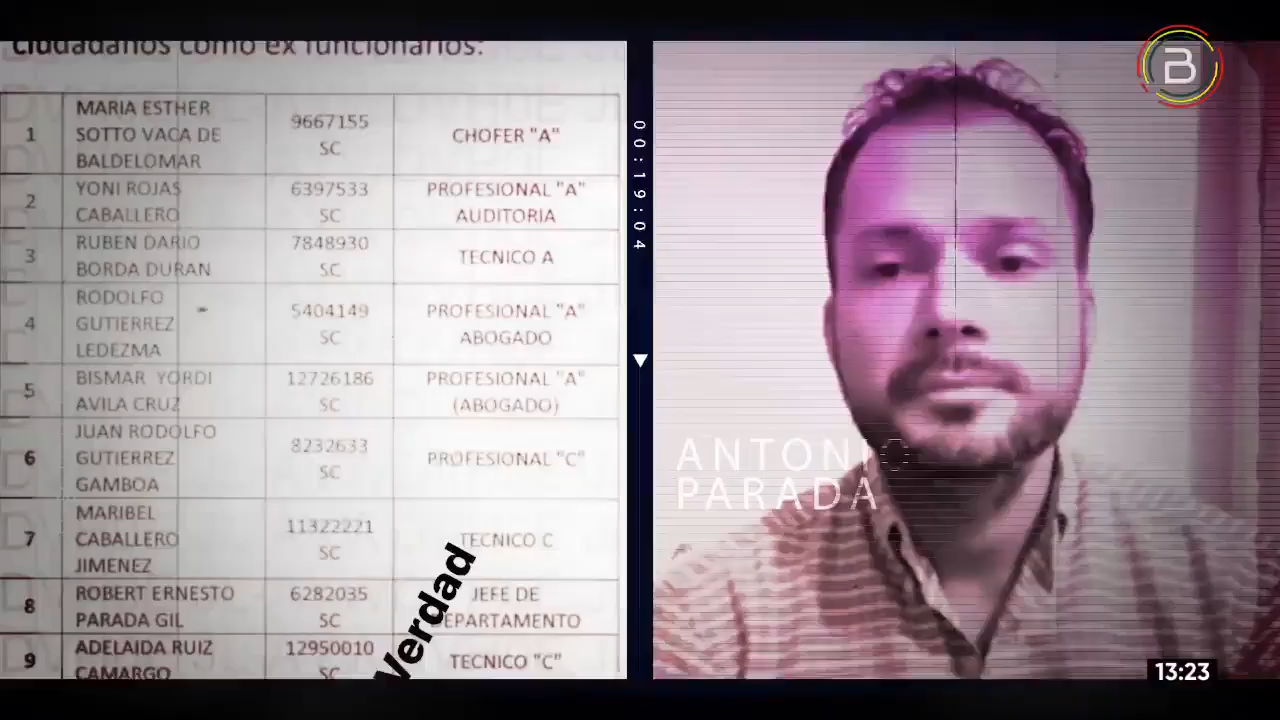 ciudadanos como ex funcionarios:
1
MARIA ESTHER
SOTTO VACA DE
BALDELOMAR
9667155
SC
CHOFER "A"
2
YONI ROJAS
CABALLERO
6397533
SC
PROFESIONAL "A"
AUDITORIA
3
RUBEN DARIO
BORDA DURAN
7848930
SC
TECNICO A
4
RODOLFO
GUTIERREZ
LEDEZMA
5404149
SC
PROFESIONAL "A"
ABOGADO
5
BISMAR YORDI
AVILA CRUZ
12726186
SC
PROFESIONAL "A"
(ABOGADO)
6
JUAN RODOLFO
GUTIERREZ
GAMBOA
8232633
SC
PROFESIONAL "C"
7
MARIBEL
CABALLERO
JIMENEZ
11322221
SC
TECNICO C
8
ROBERT ERNESTO
PARADA GIL
6282035
SC
JEFE DE
EPARTAMENTO
9
ADELAIDA RUIZ
CAMARGO
12950010
SC
TECNICO "C"
Verdad
00:19:04
B
ANTONIO
PARADA
13:23